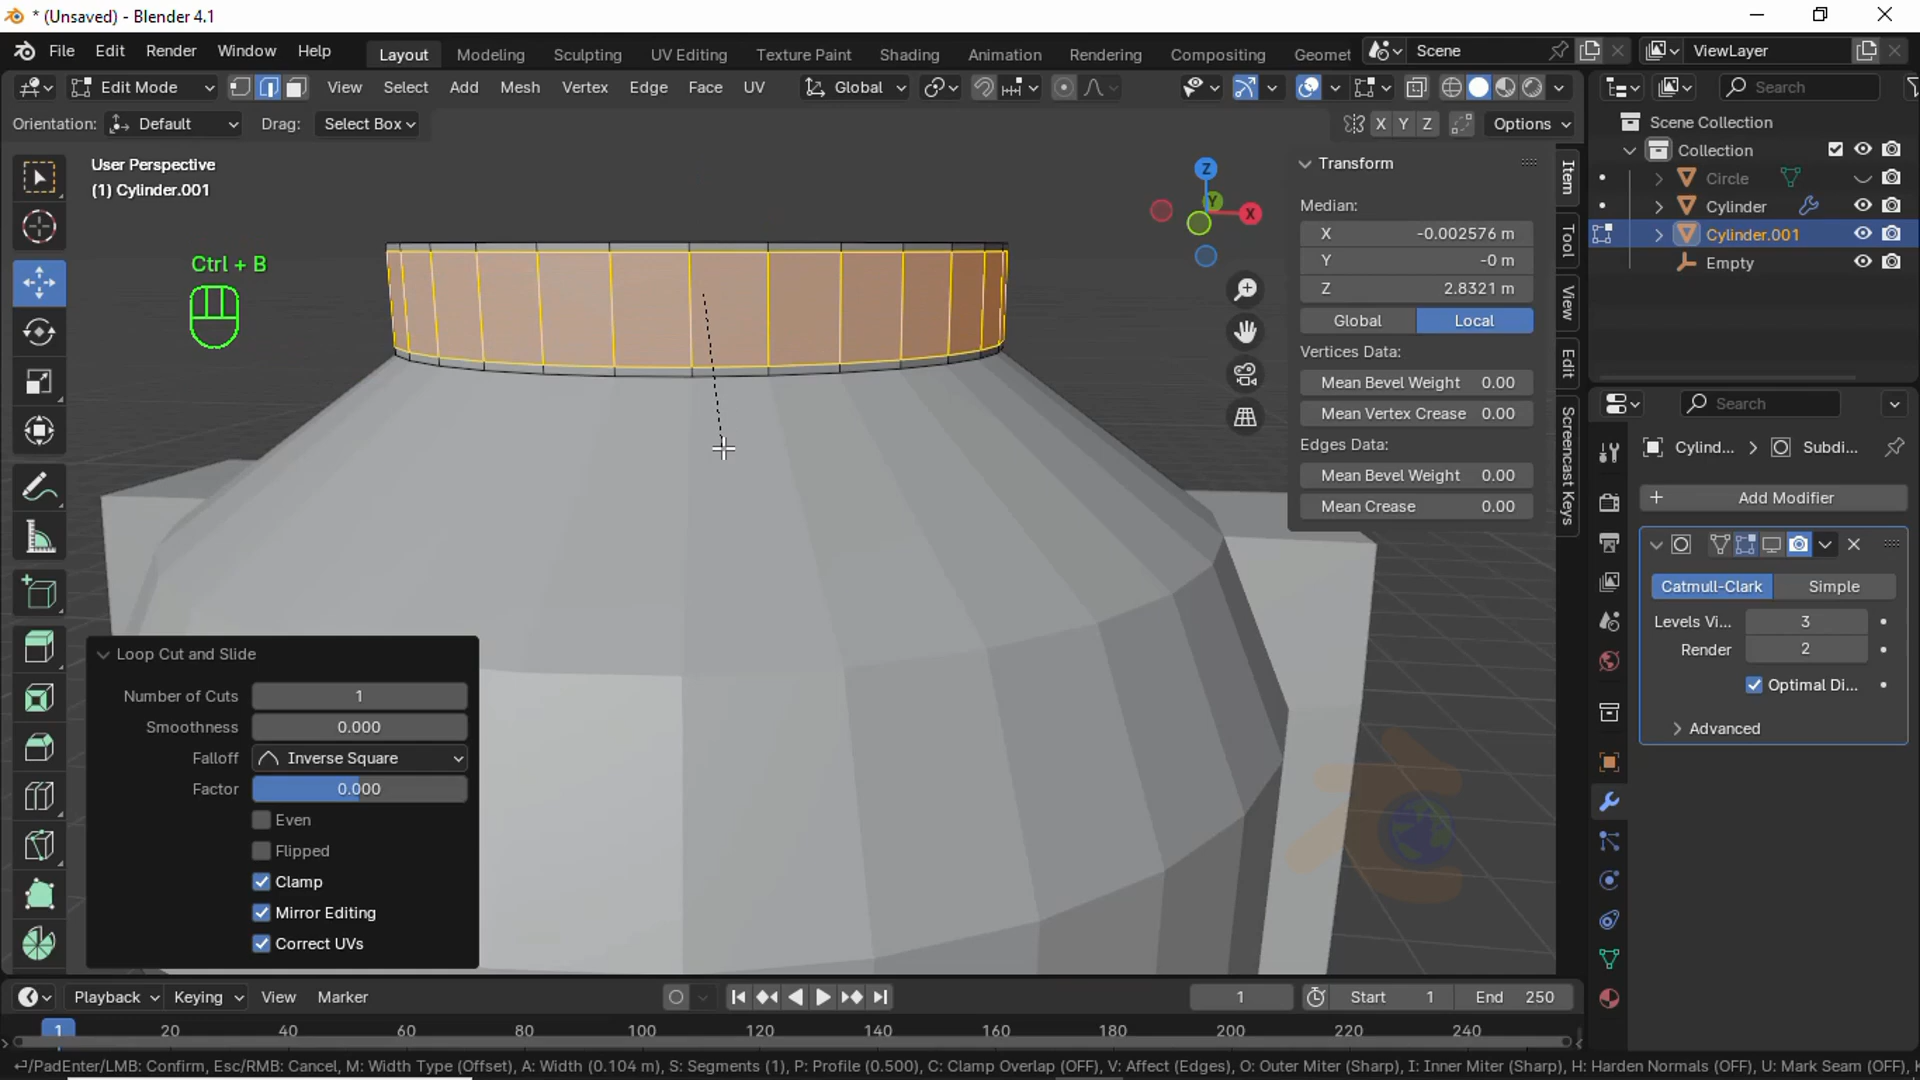 * (Unsaved) - Blender 4.1
File Edit Render Window Help Layout Modeling Sculpting UV Editing Texture Paint Shading Animation Rendering Compositing Geomet Scene ViewLayer
Edit Mode View Select Add Mesh Vertex Edge Face UV Global Search
Orientation: Default Drag: Select Box X Y Z Options
Scene Collection
Collection
Circle
Cylinder
Cylinder.001
Empty
User Perspective
(1) Cylinder.001
Ctrl + B
Z
Y
X
Transform
Median:
X -0.002576 m
Y -0 m
Z 2.8321 m
Global Local
Vertices Data:
Mean Bevel Weight 0.00
Mean Vertex Crease 0.00
Edges Data:
Mean Bevel Weight 0.00
Mean Crease 0.00
Item
Tool
View
Edit
Screencast Keys
Search
Cylind... > Subdi...
+ Add Modifier
Catmull-Clark Simple
Levels Vi... 3
Render 2
Optimal Di...
Advanced
Loop Cut and Slide
Number of Cuts 1
Smoothness 0.000
Falloff Inverse Square
Factor 0.000
Even
Flipped
Clamp
Mirror Editing
Correct UVs
Playback Keying View Marker 1 Start 1 End 250
1 20 40 60 80 100 120 140 160 180 200 220 240
/PadEnter/LMB: Confirm, Esc/RMB: Cancel, M: Width Type (Offset), A: Width (0.104 m), S: Segments (1), P: Profile (0.500), C: Clamp Overlap (OFF), V: Affect (Edges), O: Outer Miter (Sharp), I: Inner Miter (Sharp), H: Harden Normals (OFF), U: Mark Seam (OFF),